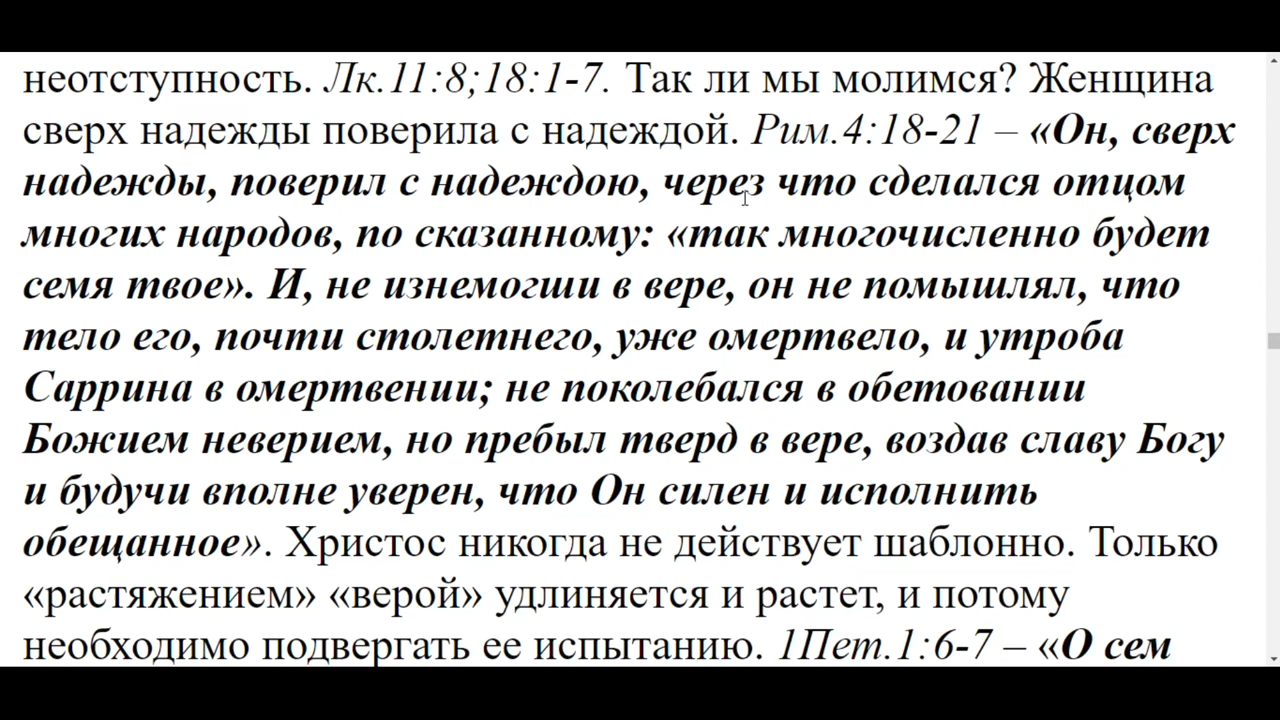 неотступность. Лк.11:8;18:1-7. Так ли мы молимся? Женщина
сверх надежды поверила с надеждой. Рим.4:18-21 – «Он, сверх
надежды, поверил с надеждою, через что сделался отцом
многих народов, по сказанному: «так многочисленно будет
семя твое». И, не изнемогши в вере, он не помышлял, что
тело его, почти столетнего, уже омертвело, и утроба
Саррина в омертвении; не поколебался в обетовании
Божием неверием, но пребыл тверд в вере, воздав славу Богу
и будучи вполне уверен, что Он силен и исполнить
обещанное». Христос никогда не действует шаблонно. Только
«растяжением» «верой» удлиняется и растет, и потому
необходимо подвергать ее испытанию. 1Пет.1:6-7 – «О сем